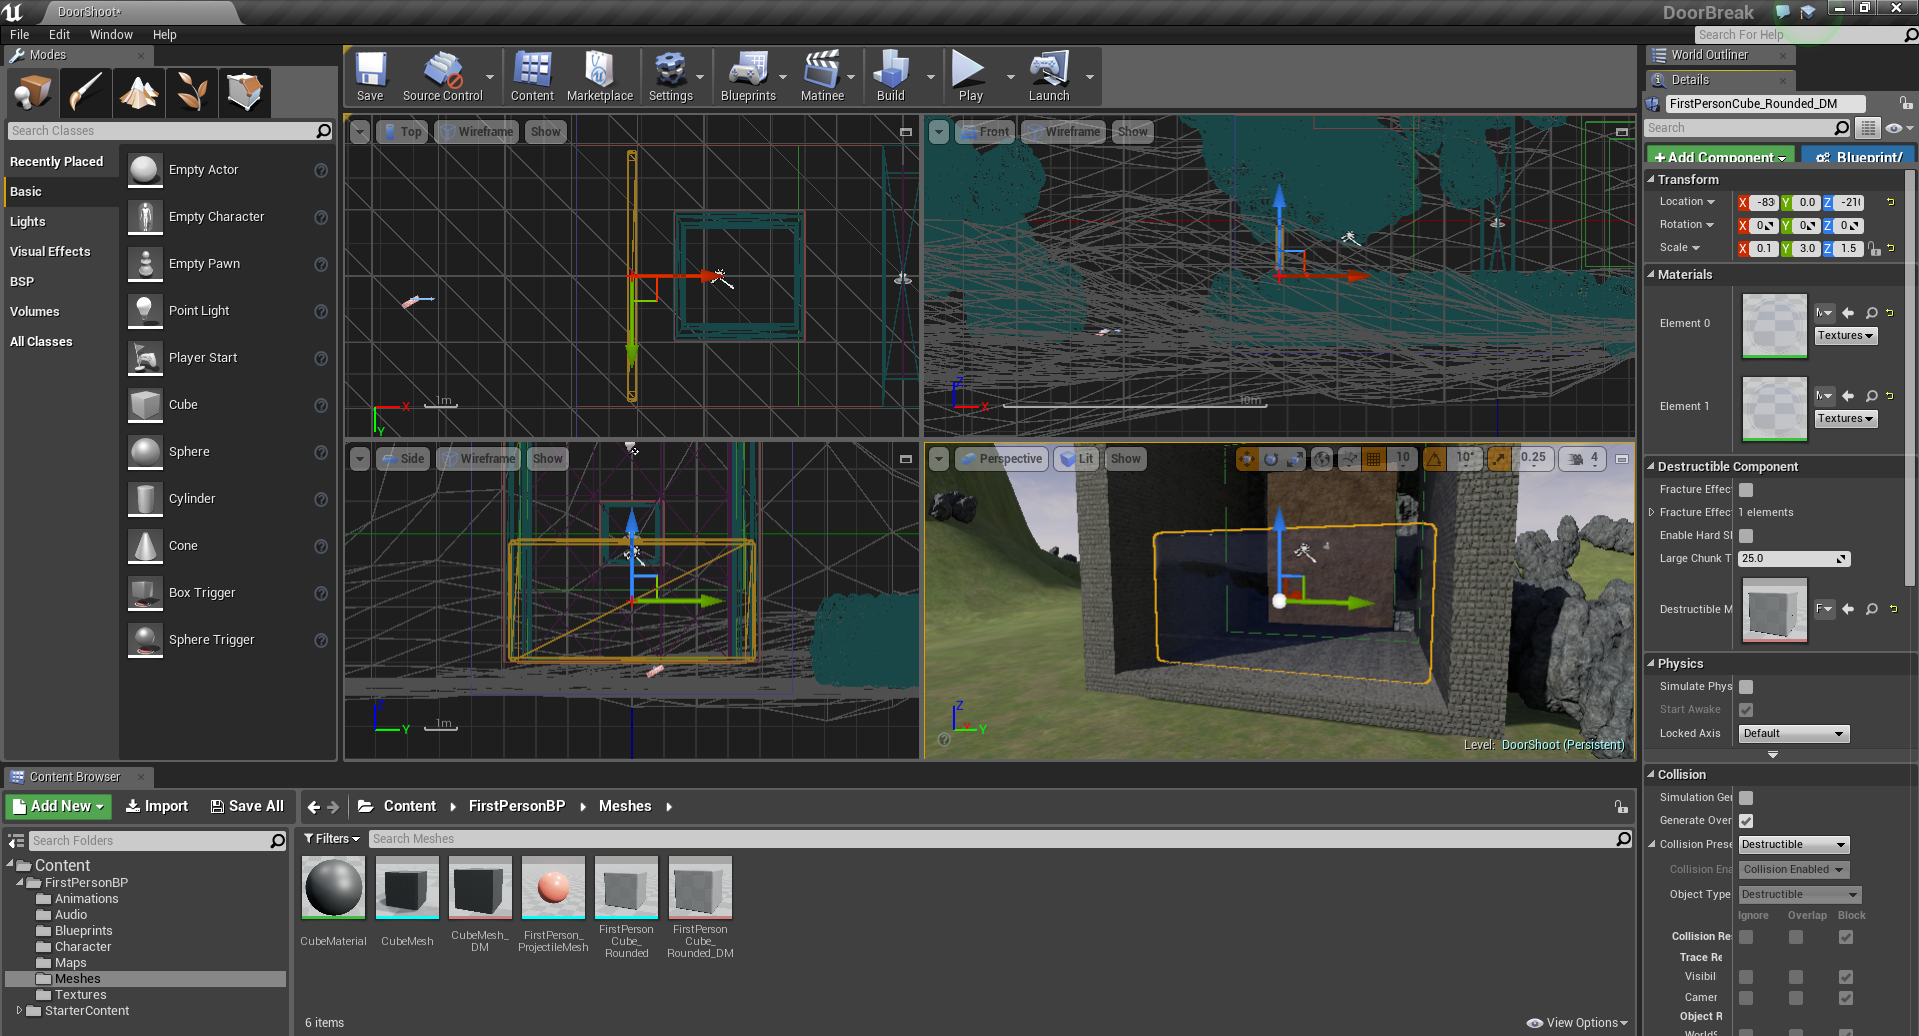 DoorShoot*
DoorBreak
File Edit Window Help
Search For Help
Modes
World Outliner
Details
Save Source Control Content Marketplace Settings Blueprints Matinee Build Play Launch
FirstPersonCube_Rounded_DM
Search
Add Component Blueprint/
Search Classes
Recently Placed
Basic
Lights
Visual Effects
BSP
Volumes
All Classes
Empty Actor
Empty Character
Empty Pawn
Point Light
Player Start
Cube
Sphere
Cylinder
Cone
Box Trigger
Sphere Trigger
Top Wireframe Show
X
Y
1m
Front Wireframe Show
Z
X
10m
Side Wireframe Show
Z
Y
1m
Perspective Lit Show 10 10° 0.25 4
Z
Y
Level: DoorShoot (Persistent)
Transform
Location X -83 Y 0.0 Z -210
Rotation X 0 Y 0 Z 0
Scale X 0.1 Y 3.0 Z 1.5
Materials
Element 0
Textures
Element 1
Textures
Destructible Component
Fracture Effec
Fracture Effec 1 elements
Enable Hard Sl
Large Chunk T 25.0
Destructible M F
Physics
Simulate Phys
Start Awake
Locked Axis Default
Collision
Simulation Gen
Generate Over
Collision Prese Destructible
Collision Ena Collision Enabled
Object Type Destructible
Ignore Overlap Block
Collision Re
Trace Re
Visibil
Camer
Object R
WorldS
Content Browser
Add New Import Save All
Content FirstPersonBP Meshes
Search Folders
Filters
Search Meshes
Content
FirstPersonBP
Animations
Audio
Blueprints
Character
Maps
Meshes
Textures
StarterContent
CubeMaterial
CubeMesh
CubeMesh_
DM
FirstPerson_
ProjectileMesh
FirstPerson
Cube_
Rounded
FirstPerson
Cube_
Rounded_DM
6 items
View Options